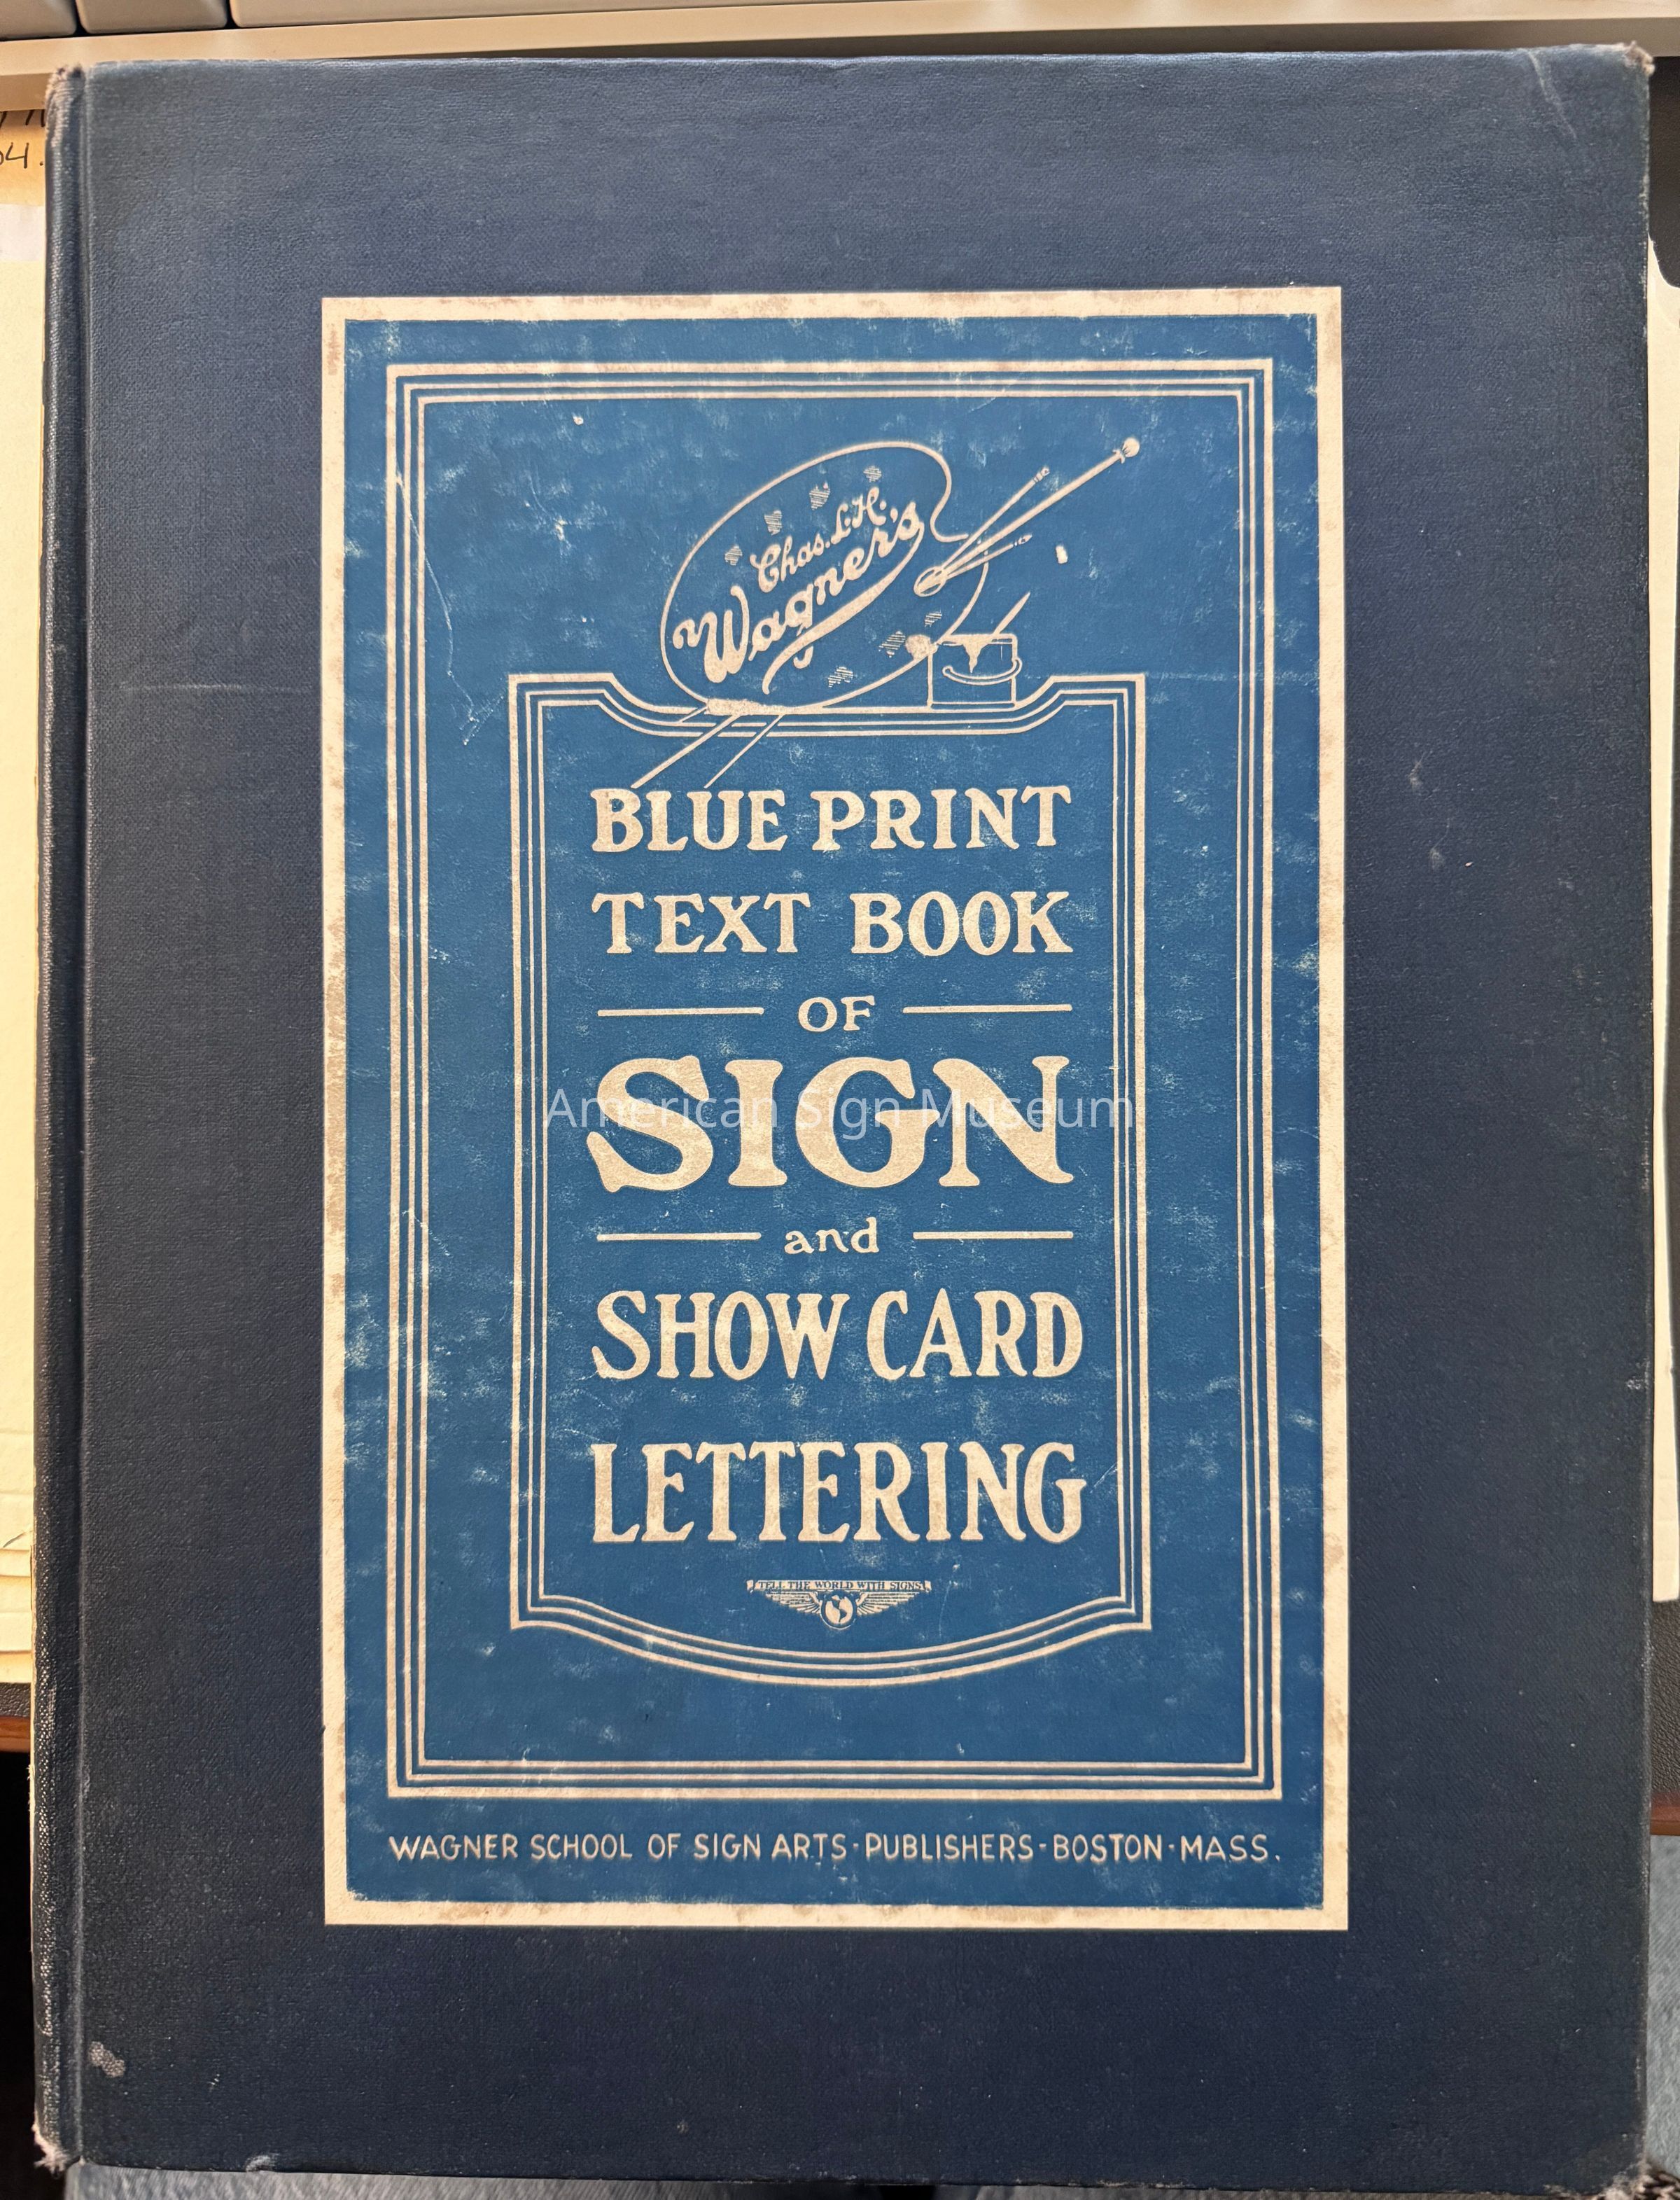 04.
Chas. L. H.
Wagner's
BLUE PRINT
TEXT BOOK
OF
SIGN
American Sign Museum
and
SHOW CARD
LETTERING
TELL THE WORLD WITH SIGNS
WAGNER SCHOOL OF SIGN ARTS - PUBLISHERS - BOSTON - MASS.